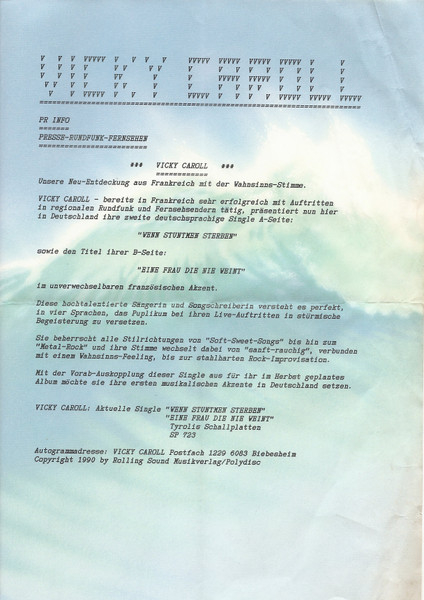 VICKY CAROLL
PR INFO
PRESSE-RUNDFUNK-FERNSEHEN
### VICKY CAROLL ###
Unsere Neu-Entdeckung aus Frankreich mit der Wahnsinns-Stimme.
VICKY CAROLL - bereits in Frankreich sehr erfolgreich mit Auftritten
in regionalen Rundfunk und Fernsehsendern tätig, präsentiert nun hier
in Deutschland ihre zweite deutschsprachige Single A-Seite:
"WENN STUNTMEN STERBEN"
sowie den Titel ihrer B-Seite:
"EINE FRAU DIE NIE WEINT"
im unverwechselbaren französischen Akzent.
Diese hochtalentierte Sängerin und Songschreiberin versteht es perfekt,
in vier Sprachen, das Puplikum bei ihren Live-Auftritten in stürmische
Begeisterung zu versetzen.
Sie beherrscht alle Stilrichtungen von "Soft-Sweet-Songs" bis hin zum
"Metal-Rock" und ihre Stimme wechselt dabei von "sanft-rauchig", verbunden
mit einem Wahnsinns-Feeling, bis zur stahlharten Rock-Improvisation.
Mit der Vorab-Auskopplung dieser Single aus für ihr im Herbst geplantes
Album möchte sie ihre ersten musikalischen Akzente in Deutschland setzen.
VICKY CAROLL: Aktuelle Single "WENN STUNTMEN STERBEN"
"EINE FRAU DIE NIE WEINT"
Tyrolis Schallplatten
SP 723
Autogrammadresse: VICKY CAROLL Postfach 1229 6083 Biebesheim
Copyright 1990 by Rolling Sound Musikverlag/Polydisc